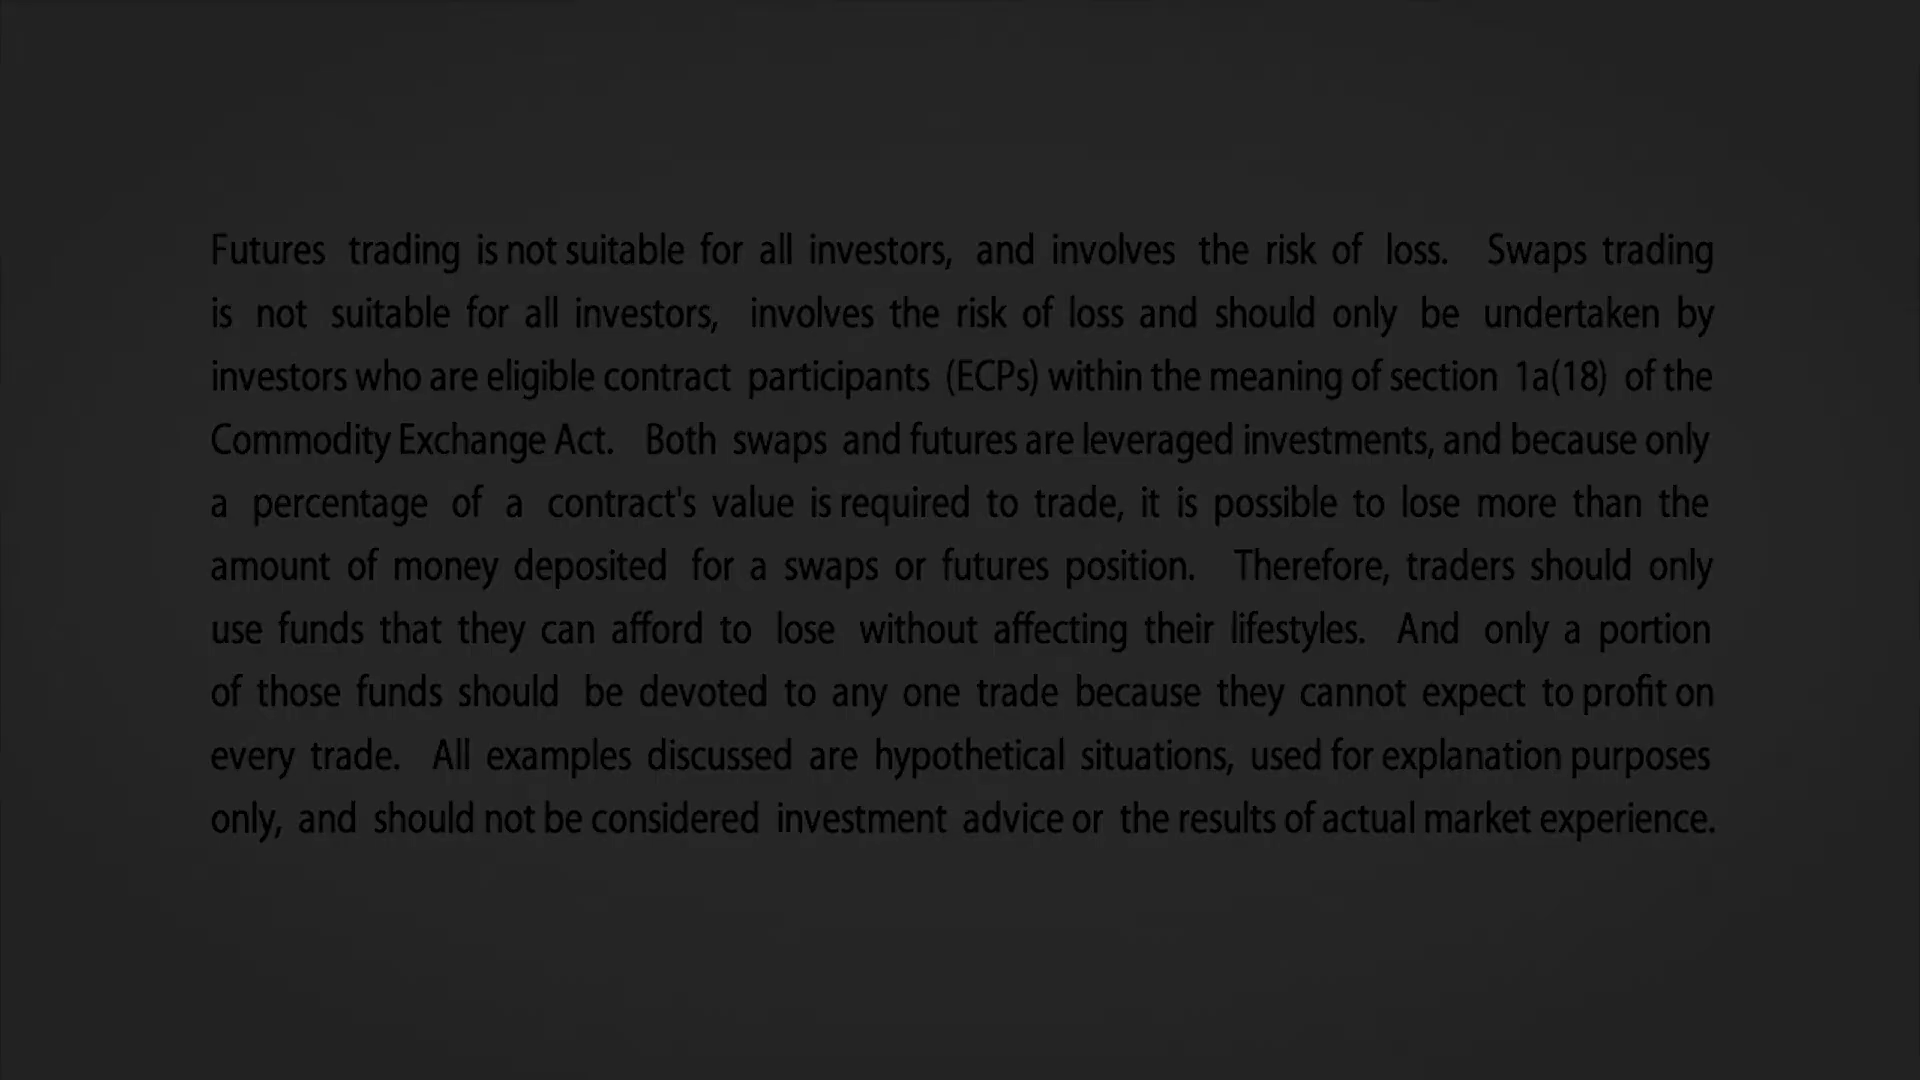 Futures trading is not suitable for all investors, and involves the risk of loss. Swaps trading
is not suitable for all investors, involves the risk of loss and should only be undertaken by
investors who are eligible contract participants (ECPs) within the meaning of section 1a(18) of the
Commodity Exchange Act. Both swaps and futures are leveraged investments, and because only
a percentage of a contract's value is required to trade, it is possible to lose more than the
amount of money deposited for a swaps or futures position. Therefore, traders should only
use funds that they can afford to lose without affecting their lifestyles. And only a portion
of those funds should be devoted to any one trade because they cannot expect to profit on
every trade. All examples discussed are hypothetical situations, used for explanation purposes
only, and should not be considered investment advice or the results of actual market experience.